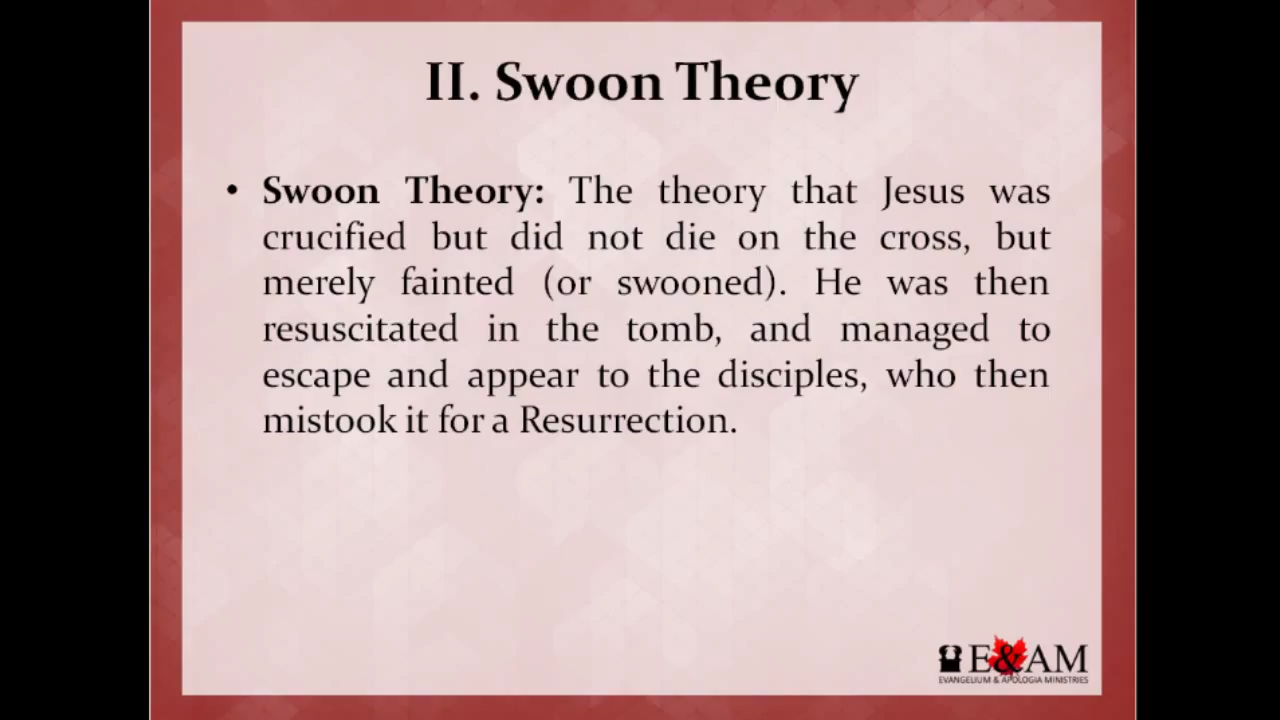 II. Swoon Theory
• Swoon Theory: The theory that Jesus was
crucified but did not die on the cross, but
merely fainted (or swooned). He was then
resuscitated in the tomb, and managed to
escape and appear to the disciples, who then
mistook it for a Resurrection.
E&AM
EVANGELIUM & APOLOGIA MINISTRIES